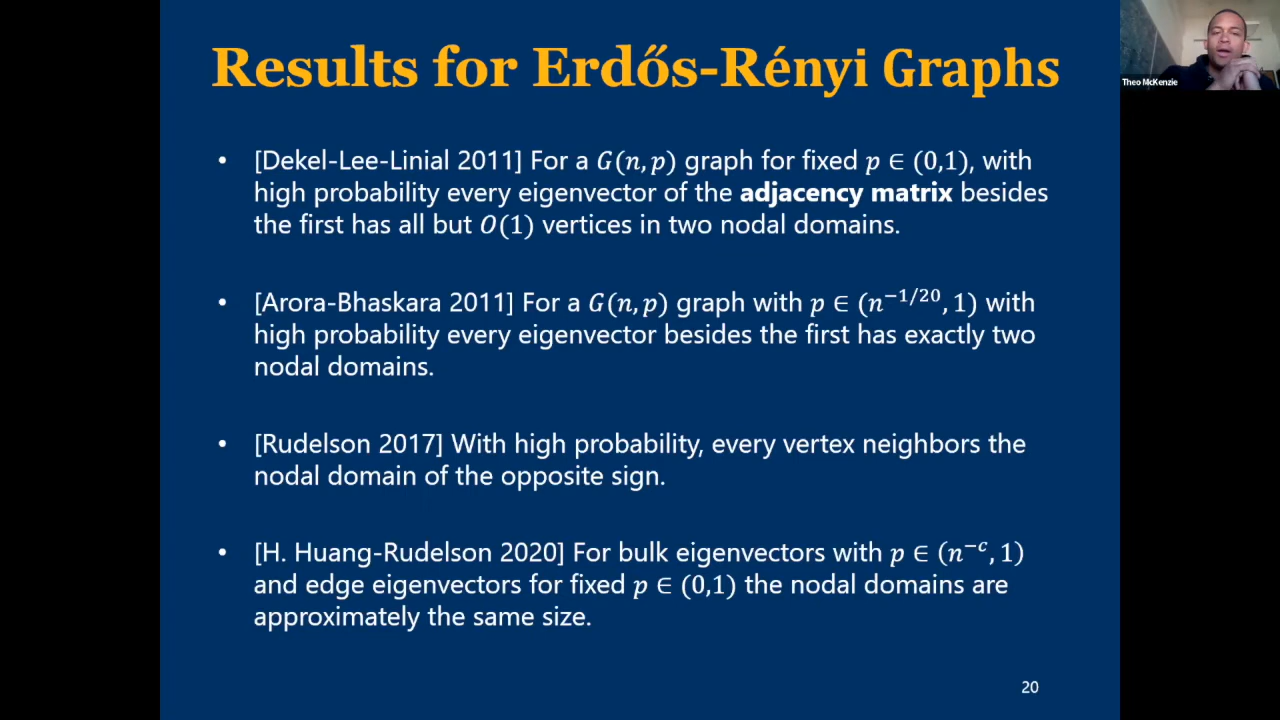 Results for Erdős-Rényi Graphs
Theo McKenzie
• [Dekel-Lee-Linial 2011] For a G(n, p) graph for fixed p ∈ (0,1), with
high probability every eigenvector of the adjacency matrix besides
the first has all but O(1) vertices in two nodal domains.
• [Arora-Bhaskara 2011] For a G(n, p) graph with p ∈ (n^{-1/20}, 1) with
high probability every eigenvector besides the first has exactly two
nodal domains.
• [Rudelson 2017] With high probability, every vertex neighbors the
nodal domain of the opposite sign.
• [H. Huang-Rudelson 2020] For bulk eigenvectors with p ∈ (n^{-c}, 1)
and edge eigenvectors for fixed p ∈ (0,1) the nodal domains are
approximately the same size.
20